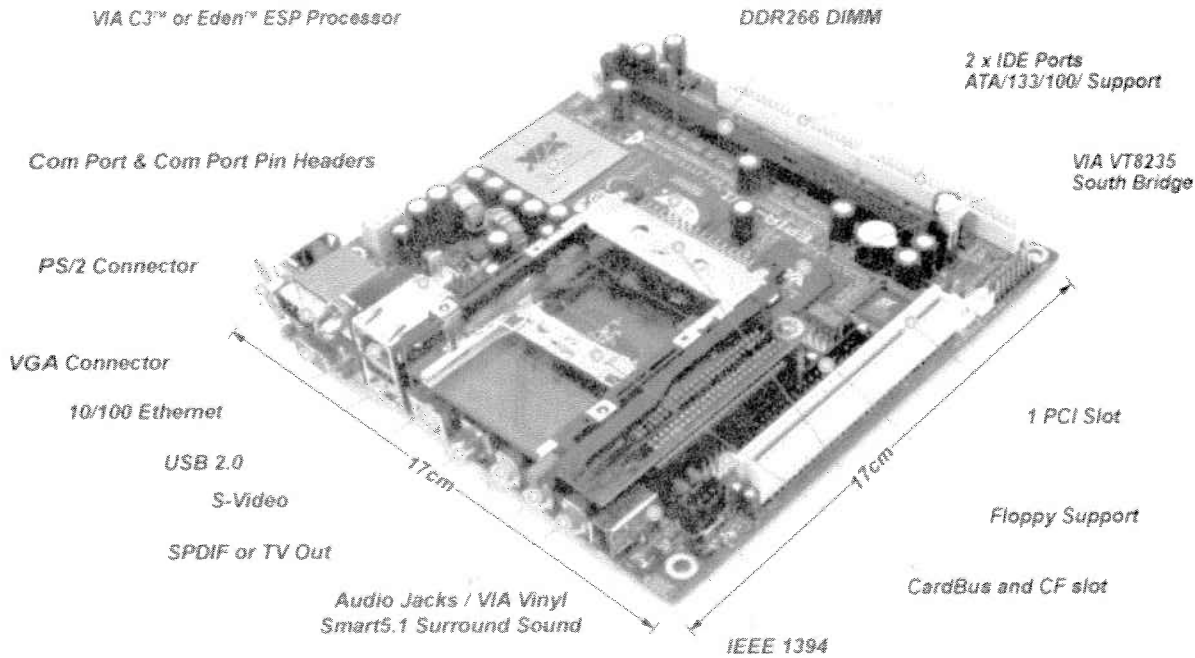 VIA C3™ or Eden™ ESP Processor
DDR266 DIMM
2 x IDE Ports
ATA/133/100/ Support
Com Port & Com Port Pin Headers
VIA VT8235
South Bridge
PS/2 Connector
VGA Connector
10/100 Ethernet
1 PCI Slot
USB 2.0
17cm
17cm
S-Video
Floppy Support
SPDIF or TV Out
CardBus and CF slot
Audio Jacks / VIA Vinyl
Smart5.1 Surround Sound
IEEE 1394
VIA